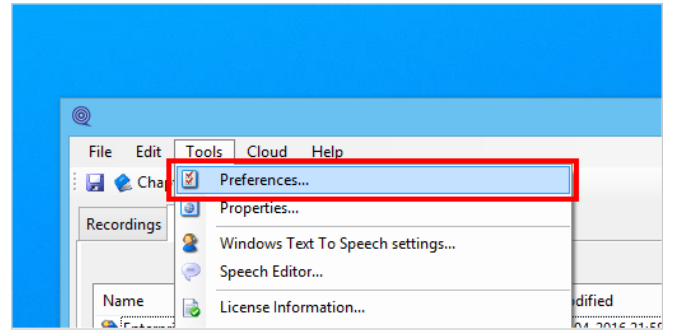 File Edit Tools Cloud Help
Preferences...
Properties...
Recordings
Windows Text To Speech settings...
Speech Editor...
Name
License Information...